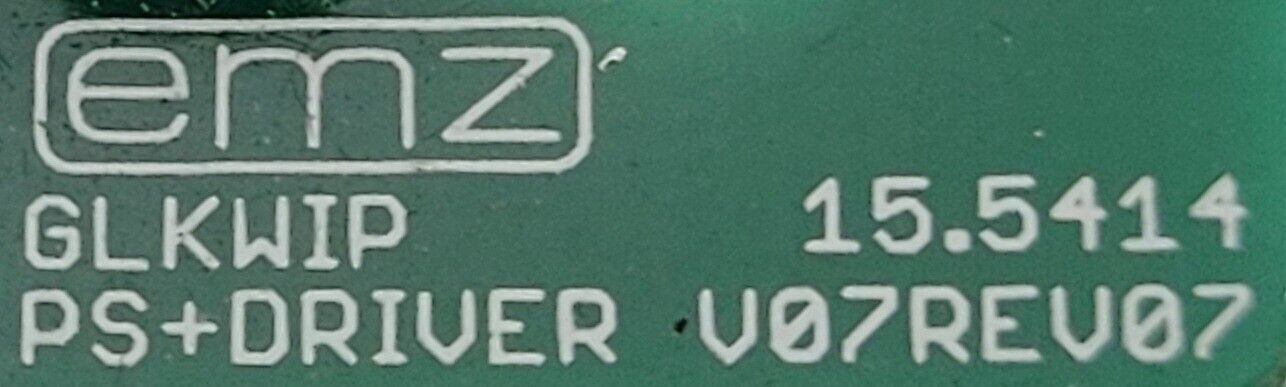 emz
GLKWIP 15.5414
PS+DRIVER V07REV07